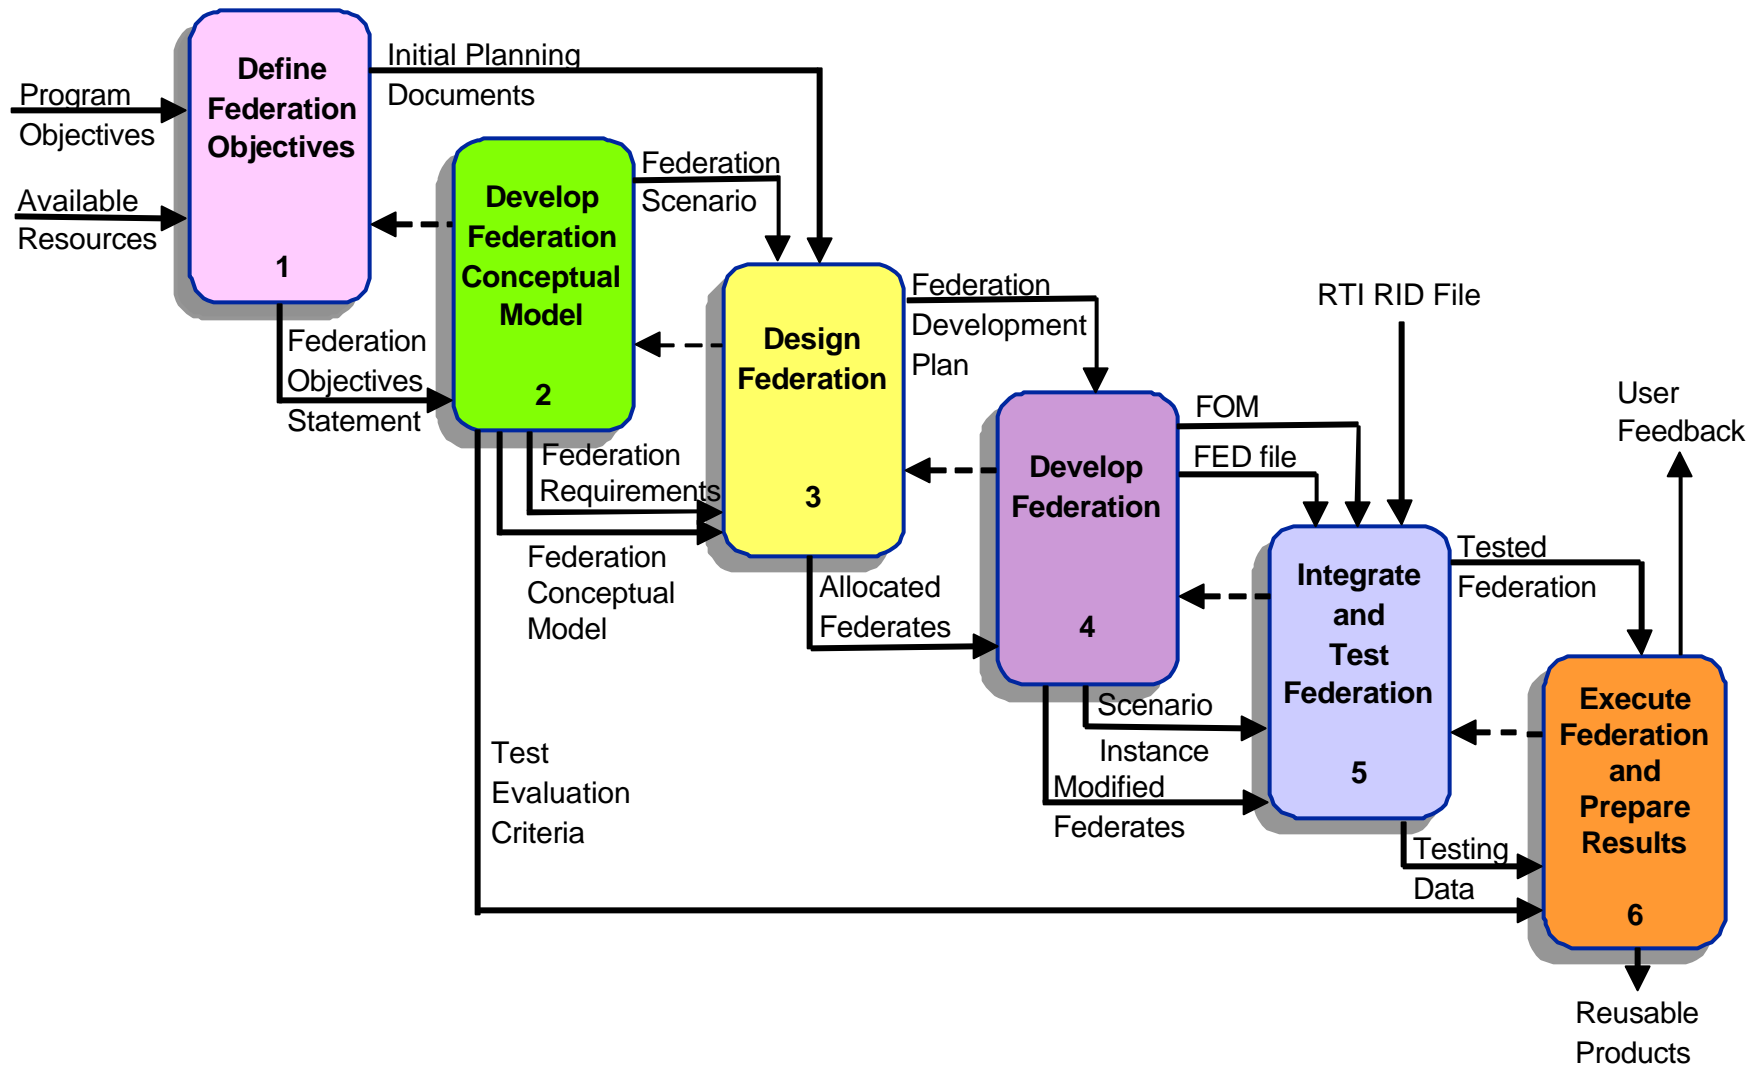 Program
Objectives
Available
Resources
Define
Federation
Objectives
1
Initial Planning
Documents
Federation
Objectives
Statement
Develop
Federation
Conceptual
Model
2
Federation
Scenario
Federation
Requirements
Federation
Conceptual
Model
Test
Evaluation
Criteria
Design
Federation
3
Federation
Development
Plan
Allocated
Federates
Develop
Federation
4
FOM
FED file
RTI RID File
Scenario
Instance
Modified
Federates
Integrate
and
Test
Federation
5
Tested
Federation
Testing
Data
User
Feedback
Execute
Federation
and
Prepare
Results
6
Reusable
Products